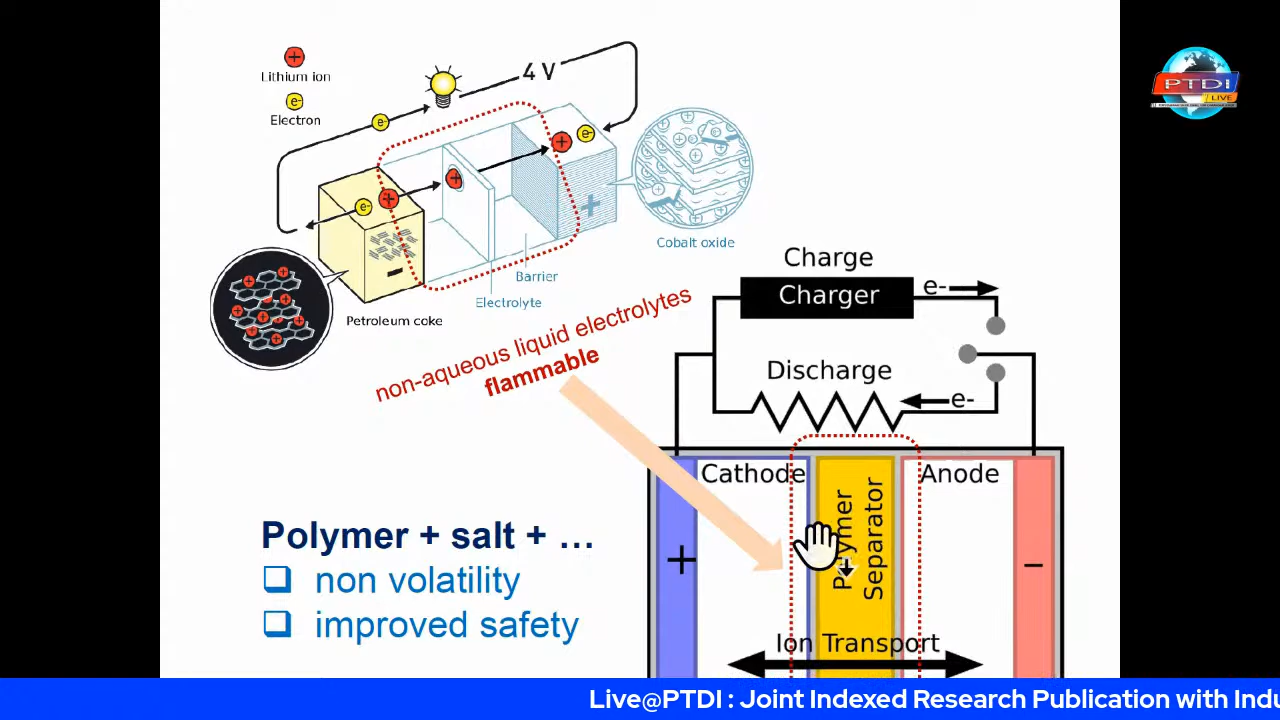 Lithium ion
e-
Electron
4 V
e-
+
+
e-
+
+
e-
+
-
Cobalt oxide
Barrier
Electrolyte
Petroleum coke
non-aqueous liquid electrolytes
flammable
Charge
Charger
e-
Discharge
e-
Cathode
Polymer
Separator
Anode
+
−
Ion Transport
Polymer + salt + …
non volatility
improved safety
PTDI
LIVE
Live@PTDI : Joint Indexed Research Publication with Indu